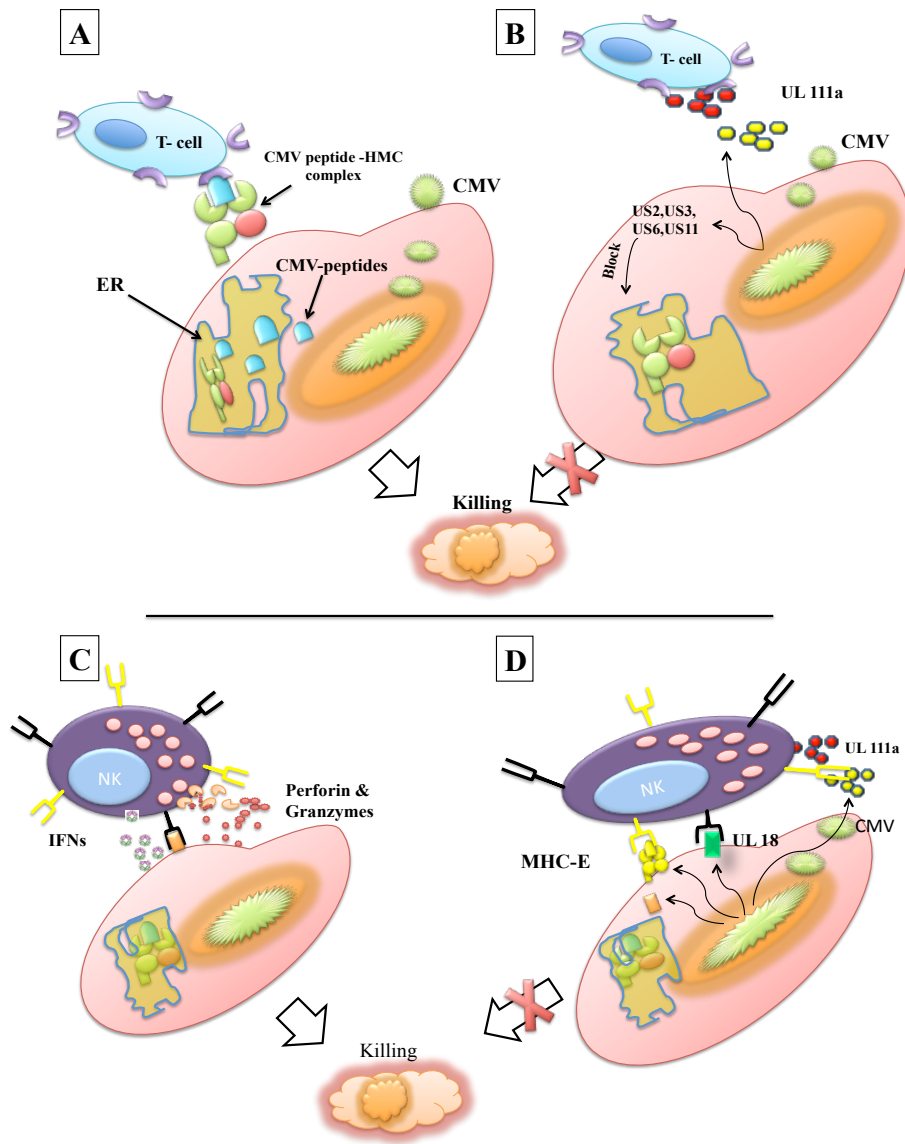 A
T- cell
CMV peptide -HMC
complex
CMV
CMV-peptides
ER
B
T- cell
UL 111a
CMV
US2,US3,
US6,US11
Block
Killing
C
NK
IFNs
Perforin &
Granzymes
D
NK
UL 111a
CMV
UL 18
MHC-E
Killing